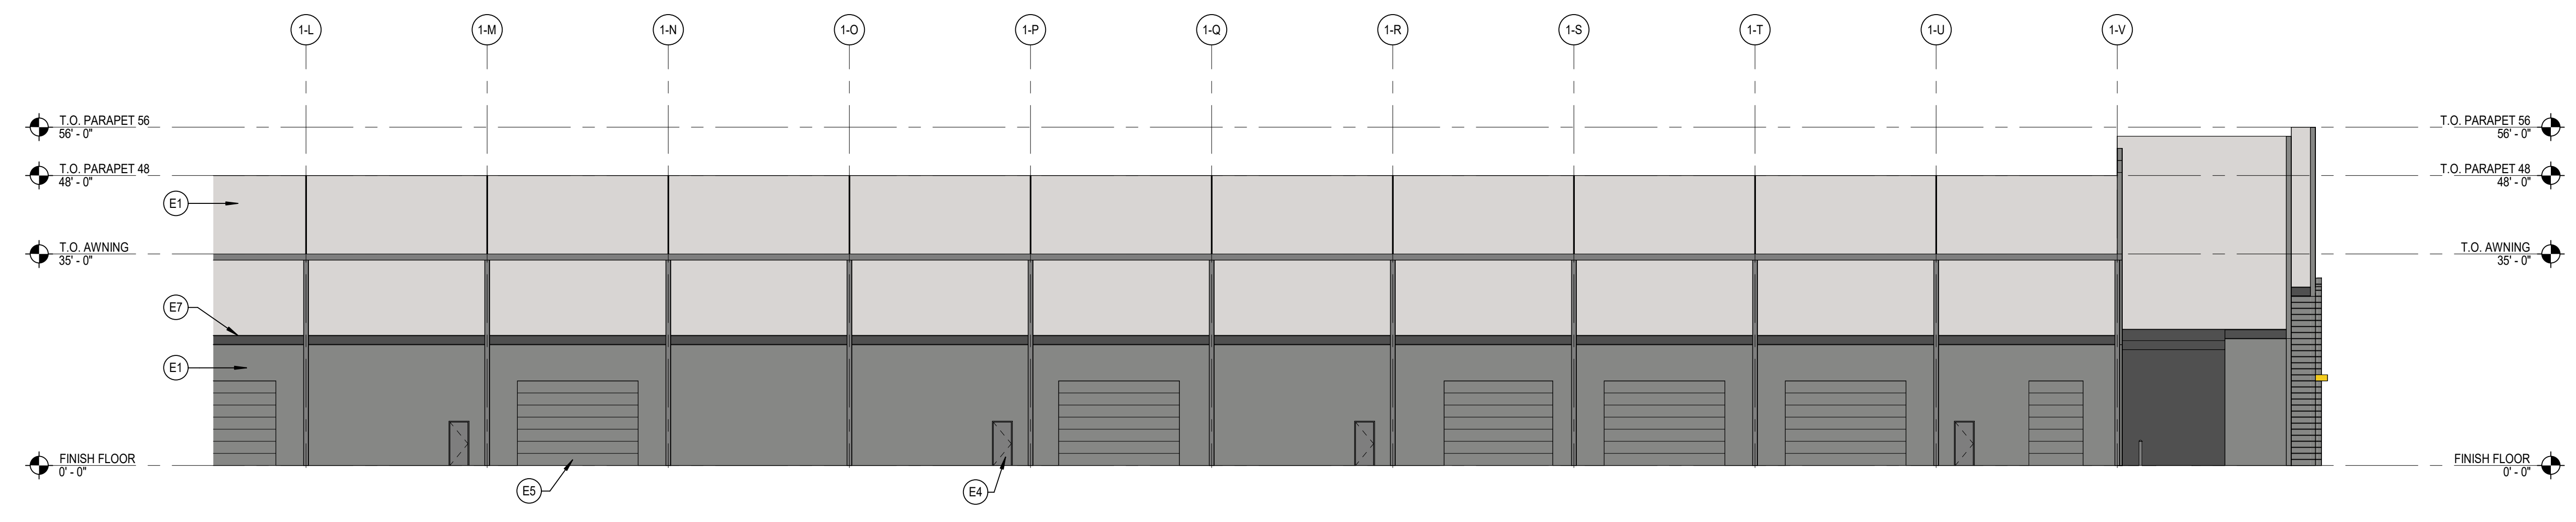 1-L 1-M 1-N 1-O 1-P 1-Q 1-R 1-S 1-T 1-U 1-V
T.O. PARAPET 56
56' - 0"
T.O. PARAPET 56
56' - 0"
T.O. PARAPET 48
48' - 0"
T.O. PARAPET 48
48' - 0"
E1
T.O. AWNING
35' - 0"
T.O. AWNING
35' - 0"
E7
E1
FINISH FLOOR
0' - 0"
FINISH FLOOR
0' - 0"
E5
E4